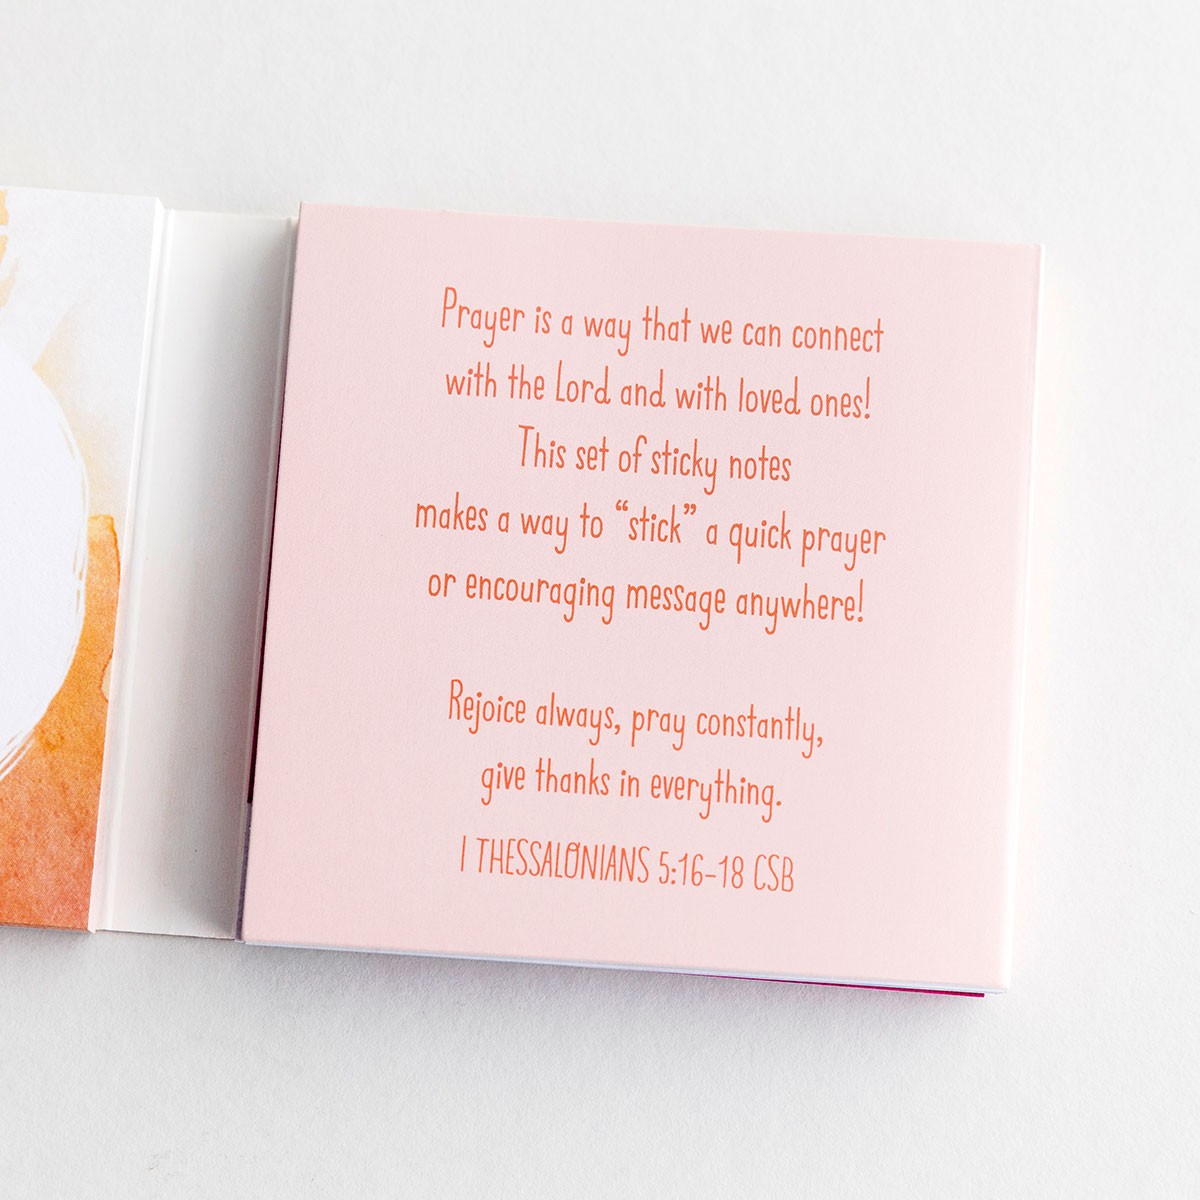 Prayer is a way that we can connect
with the Lord and with loved ones!
This set of sticky notes
makes a way to “stick” a quick prayer
or encouraging message anywhere!
Rejoice always, pray constantly,
give thanks in everything.
I THESSALONIANS 5:16–18 CSB